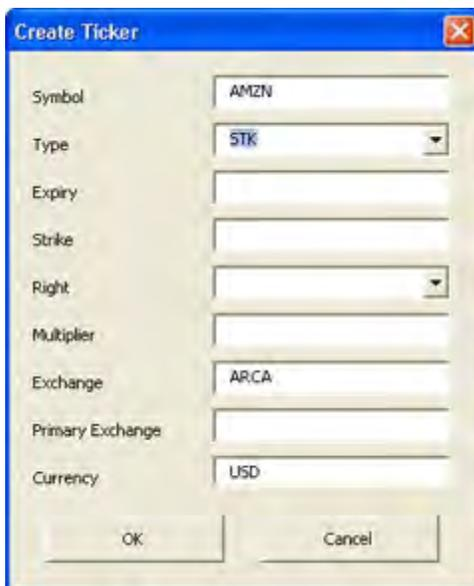 Create Ticker
Symbol AMZN
Type STK
Expiry
Strike
Right
Multiplier
Exchange ARCA
Primary Exchange
Currency USD
OK Cancel